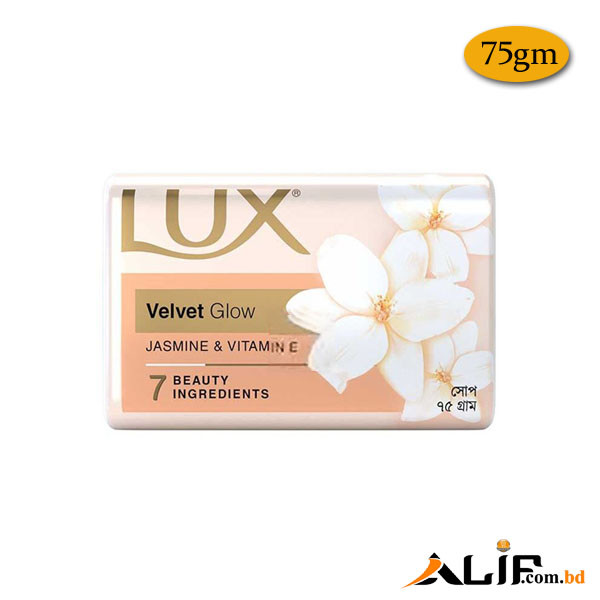 75gm
LUX®
Velvet Glow
JASMINE & VITAMIN E
7 BEAUTY
INGREDIENTS
সোপ
৭৫ গ্রাম
ALIF.com.bd